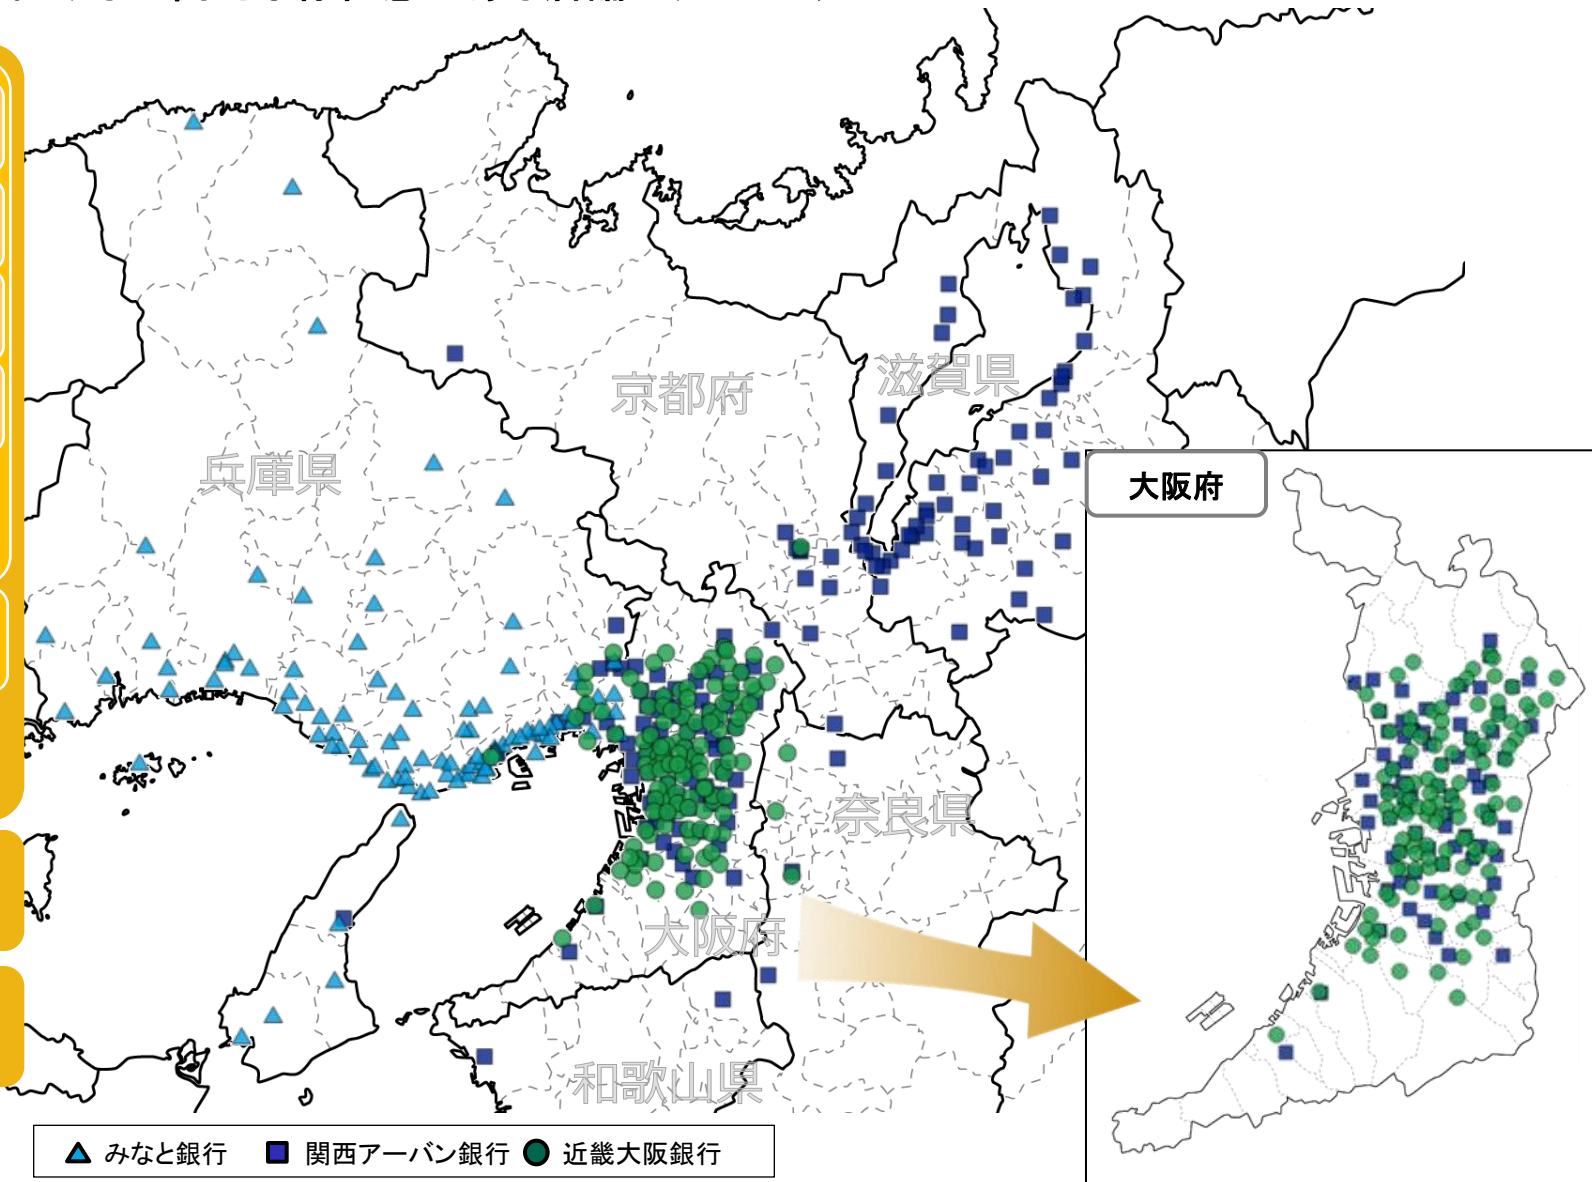 京都府
滋賀県
兵庫県
大阪府
奈良県
大阪府
和歌山県
みなと銀行
関西アーバン銀行
近畿大阪銀行